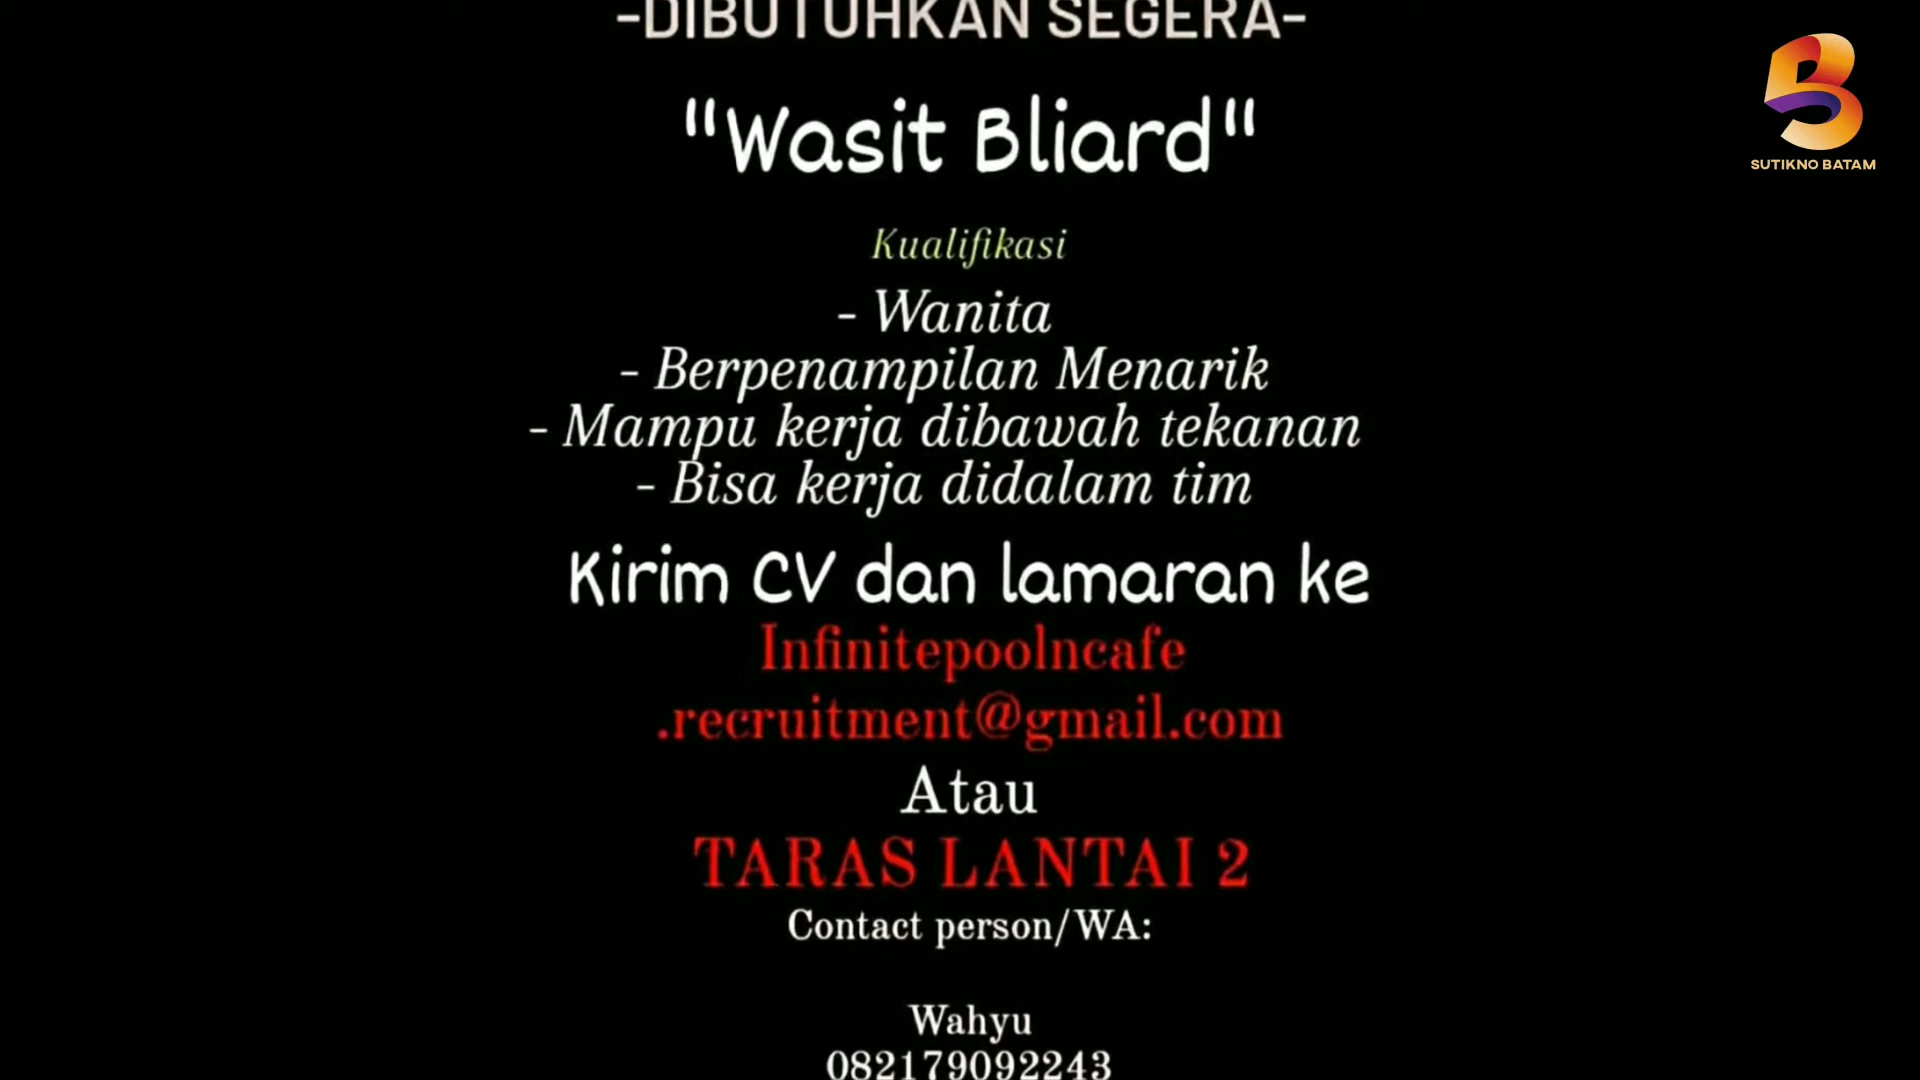 -DIBUTUHKAN SEGERA-
"Wasit Bliard"
Kualifikasi
- Wanita
- Berpenampilan Menarik
- Mampu kerja dibawah tekanan
- Bisa kerja didalam tim
Kirim CV dan lamaran ke
Infinitepoolncafe
.recruitment@gmail.com
Atau
TARAS LANTAI 2
Contact person/WA:
Wahyu
082179092243
SUTIKNO BATAM